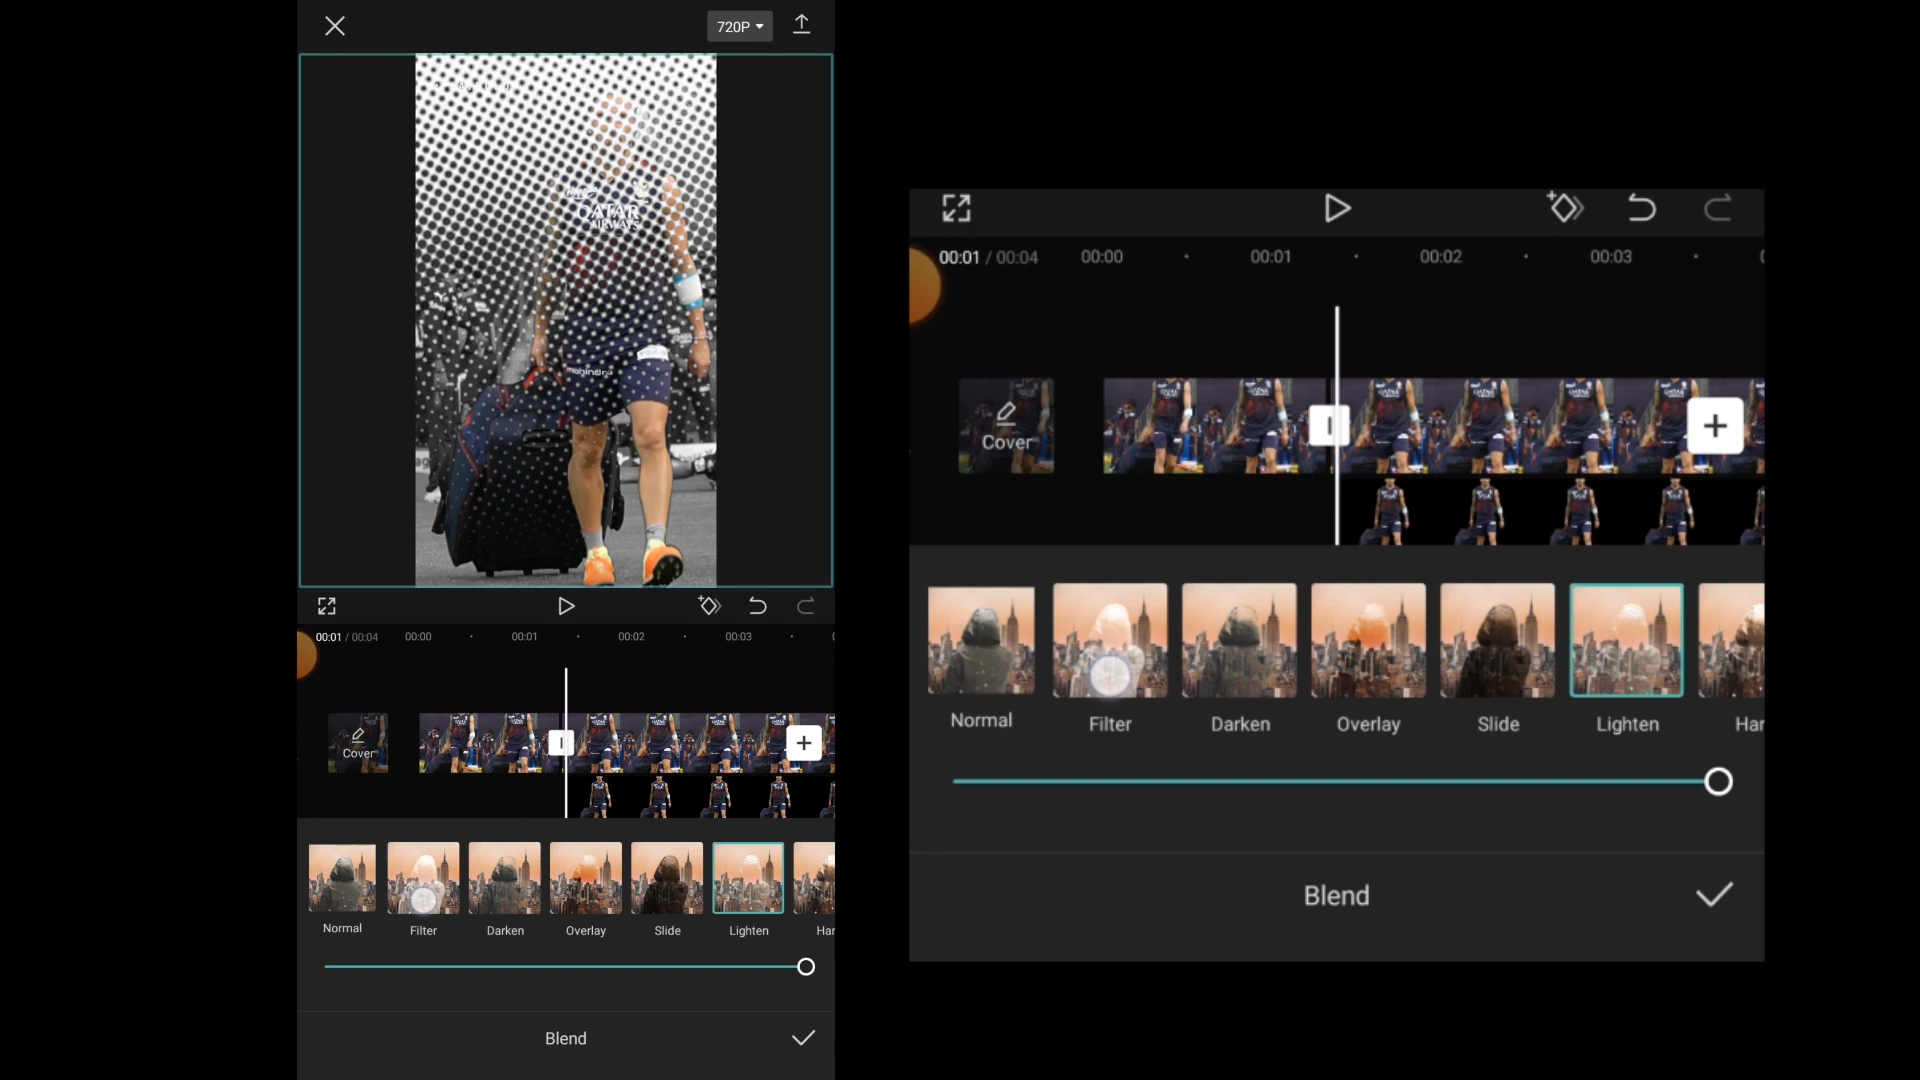 720P
QATAR
AIRWAYS
mahindra
00:01 / 00:04 00:00 00:01 00:02 00:03
Cover
Normal Filter Darken Overlay Slide Lighten Har
Blend
00:01 / 00:04 00:00 00:01 00:02 00:03
Cover
Normal Filter Darken Overlay Slide Lighten Har
Blend